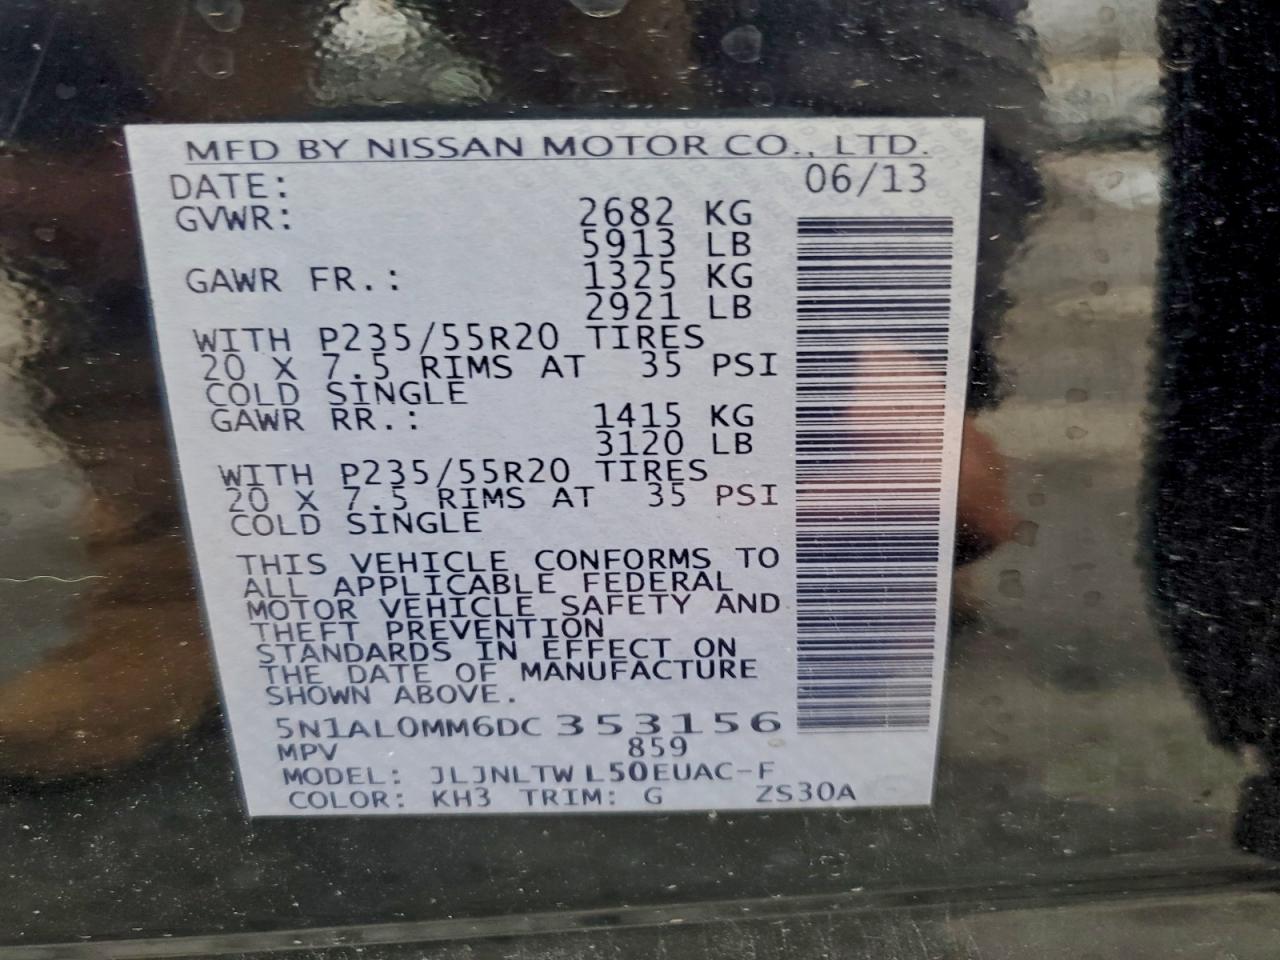 MFD BY NISSAN MOTOR CO., LTD.
DATE: 06/13
GVWR: 2682 KG
5913 LB
GAWR FR.: 1325 KG
2921 LB
WITH P235/55R20 TIRES
20 X 7.5 RIMS AT 35 PSI
COLD SINGLE
GAWR RR.: 1415 KG
3120 LB
WITH P235/55R20 TIRES
20 X 7.5 RIMS AT 35 PSI
COLD SINGLE
THIS VEHICLE CONFORMS TO
ALL APPLICABLE FEDERAL
MOTOR VEHICLE SAFETY AND
THEFT PREVENTION
STANDARDS IN EFFECT ON
THE DATE OF MANUFACTURE
SHOWN ABOVE.
5N1AL0MM6DC 353156
MPV 859
MODEL: JLJNLTW L50EUAC-F
COLOR: KH3 TRIM: G ZS30A